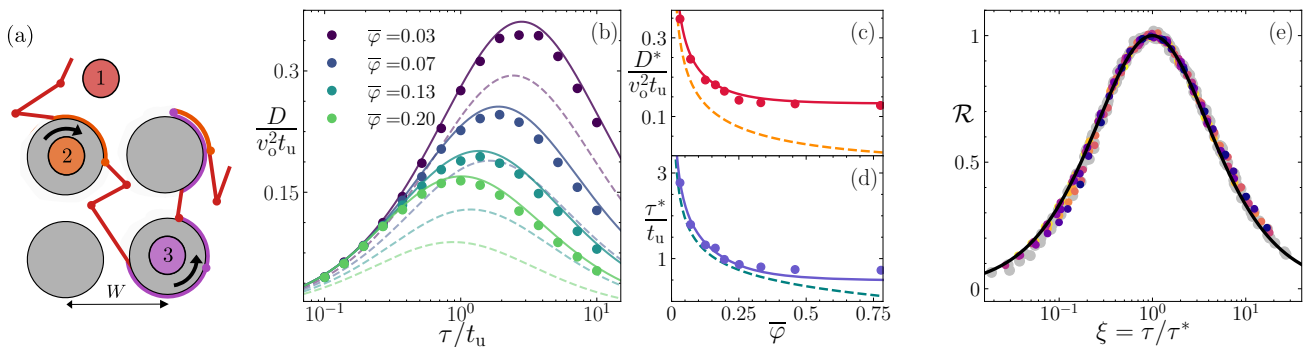 (a)
1
2
3
W
(b)
D
v_o^2 t_u
0.3
0.15
φ̅ =0.03
φ̅ =0.07
φ̅ =0.13
φ̅ =0.20
10^{-1}
10^0
10^1
τ/t_u
(c)
0.3
D*
v_o^2 t_u
0.1
(d)
3
τ*
t_u
1
0
0.25
0.5
0.75
φ̅
(e)
R
1
0.5
0
10^{-1}
10^0
10^1
ξ = τ/τ*